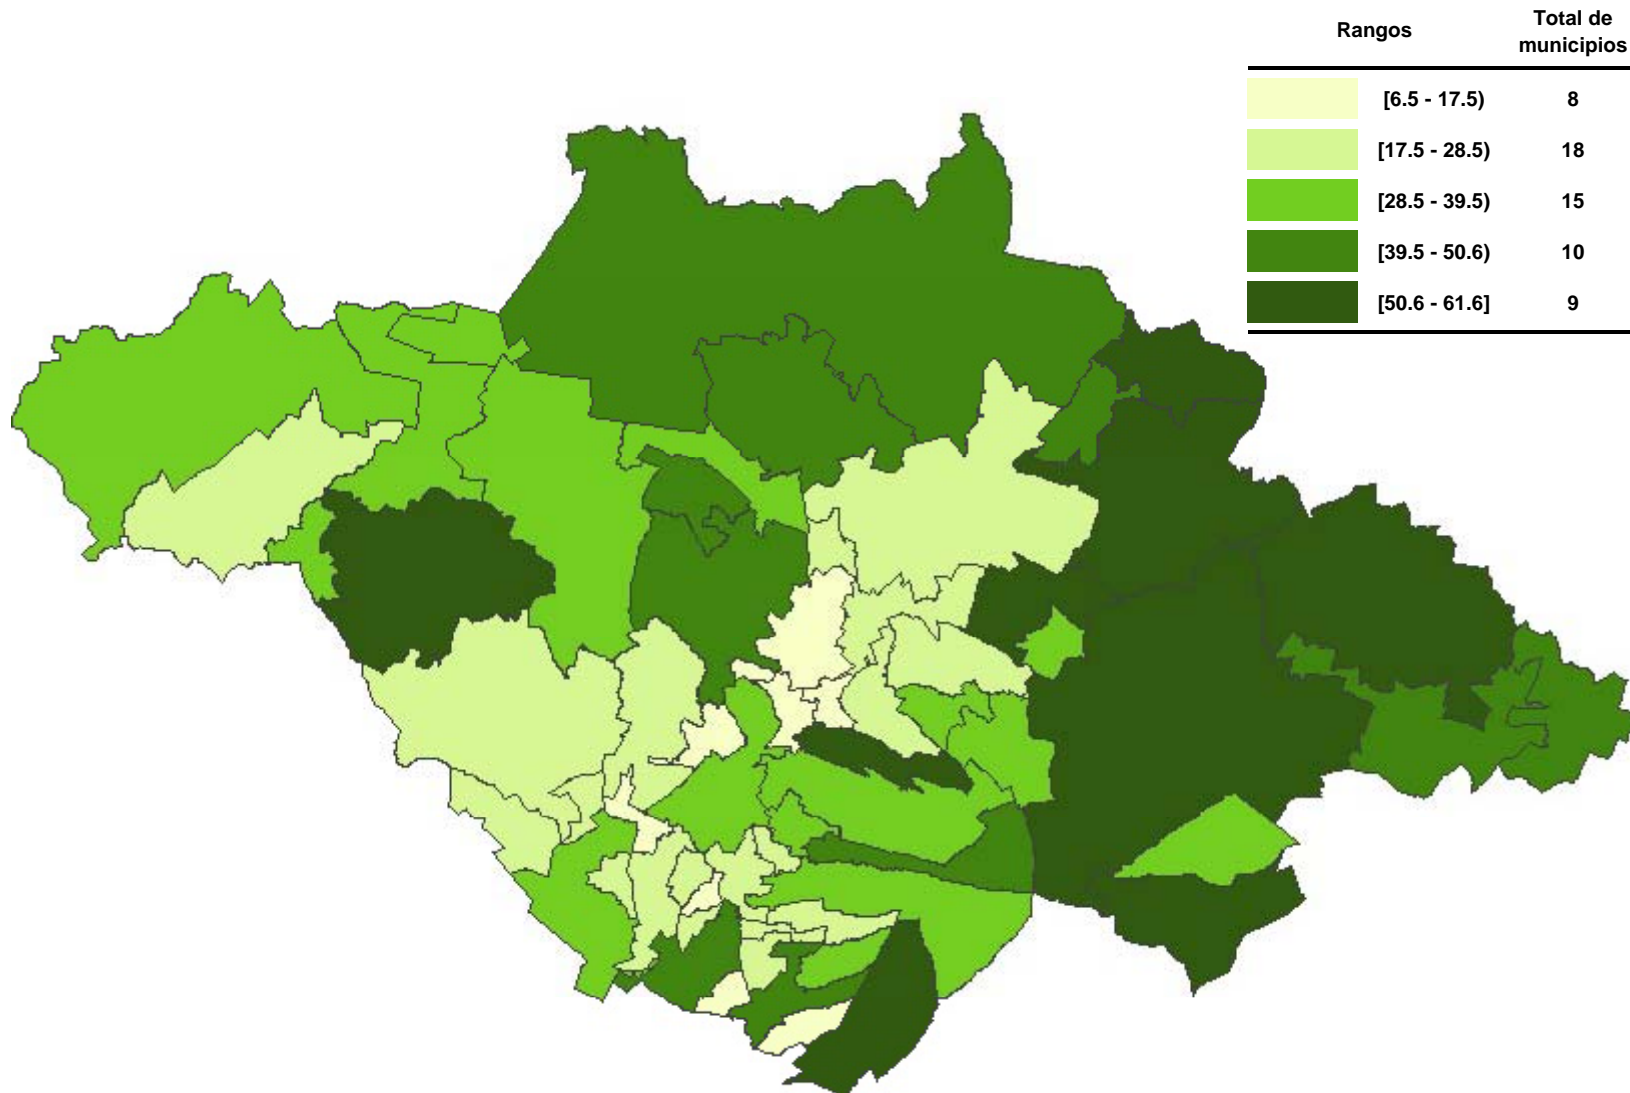 Rangos
Total de
municipios
[6.5 - 17.5) 8
[17.5 - 28.5) 18
[28.5 - 39.5) 15
[39.5 - 50.6) 10
[50.6 - 61.6] 9